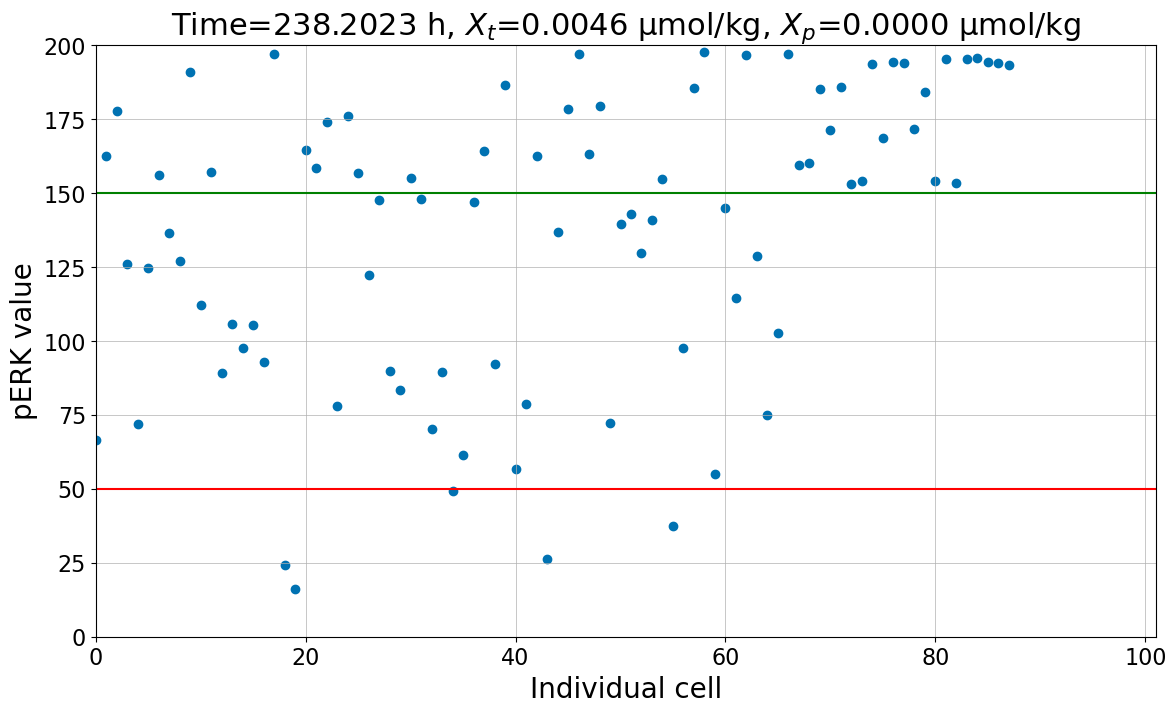 Time=238.2023 h, Xₜ=0.0046 µmol/kg, Xₚ=0.0000 µmol/kg
200
175
150
125
100
75
50
25
0
pERK value
0 20 40 60 80 100
Individual cell